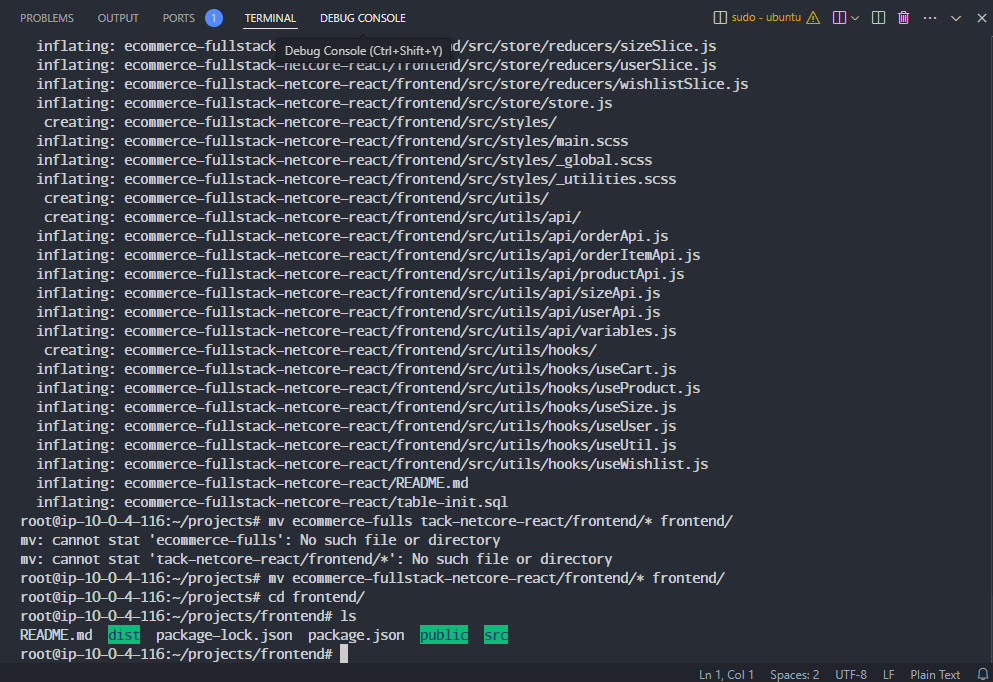 PROBLEMS OUTPUT PORTS 1 TERMINAL DEBUG CONSOLE sudo - ubuntu
inflating: ecommerce-fullstack-netcore-react/frontend/src/store/reducers/sizeSlice.js
Debug Console (Ctrl+Shift+Y)
inflating: ecommerce-fullstack-netcore-react/frontend/src/store/reducers/userSlice.js
inflating: ecommerce-fullstack-netcore-react/frontend/src/store/reducers/wishlistSlice.js
inflating: ecommerce-fullstack-netcore-react/frontend/src/store/store.js
creating: ecommerce-fullstack-netcore-react/frontend/src/styles/
inflating: ecommerce-fullstack-netcore-react/frontend/src/styles/main.scss
inflating: ecommerce-fullstack-netcore-react/frontend/src/styles/_global.scss
inflating: ecommerce-fullstack-netcore-react/frontend/src/styles/_utilities.scss
creating: ecommerce-fullstack-netcore-react/frontend/src/utils/
creating: ecommerce-fullstack-netcore-react/frontend/src/utils/api/
inflating: ecommerce-fullstack-netcore-react/frontend/src/utils/api/orderApi.js
inflating: ecommerce-fullstack-netcore-react/frontend/src/utils/api/orderItemApi.js
inflating: ecommerce-fullstack-netcore-react/frontend/src/utils/api/productApi.js
inflating: ecommerce-fullstack-netcore-react/frontend/src/utils/api/sizeApi.js
inflating: ecommerce-fullstack-netcore-react/frontend/src/utils/api/userApi.js
inflating: ecommerce-fullstack-netcore-react/frontend/src/utils/api/variables.js
creating: ecommerce-fullstack-netcore-react/frontend/src/utils/hooks/
inflating: ecommerce-fullstack-netcore-react/frontend/src/utils/hooks/useCart.js
inflating: ecommerce-fullstack-netcore-react/frontend/src/utils/hooks/useProduct.js
inflating: ecommerce-fullstack-netcore-react/frontend/src/utils/hooks/useSize.js
inflating: ecommerce-fullstack-netcore-react/frontend/src/utils/hooks/useUser.js
inflating: ecommerce-fullstack-netcore-react/frontend/src/utils/hooks/useUtil.js
inflating: ecommerce-fullstack-netcore-react/frontend/src/utils/hooks/useWishlist.js
inflating: ecommerce-fullstack-netcore-react/README.md
inflating: ecommerce-fullstack-netcore-react/table-init.sql
root@ip-10-0-4-116:~/projects# mv ecommerce-fulls tack-netcore-react/frontend/* frontend/
mv: cannot stat 'ecommerce-fulls': No such file or directory
mv: cannot stat 'tack-netcore-react/frontend/*': No such file or directory
root@ip-10-0-4-116:~/projects# mv ecommerce-fullstack-netcore-react/frontend/* frontend/
root@ip-10-0-4-116:~/projects# cd frontend/
root@ip-10-0-4-116:~/projects/frontend# ls
README.md dist package-lock.json package.json public src
root@ip-10-0-4-116:~/projects/frontend#
Ln 1, Col 1 Spaces: 2 UTF-8 LF Plain Text